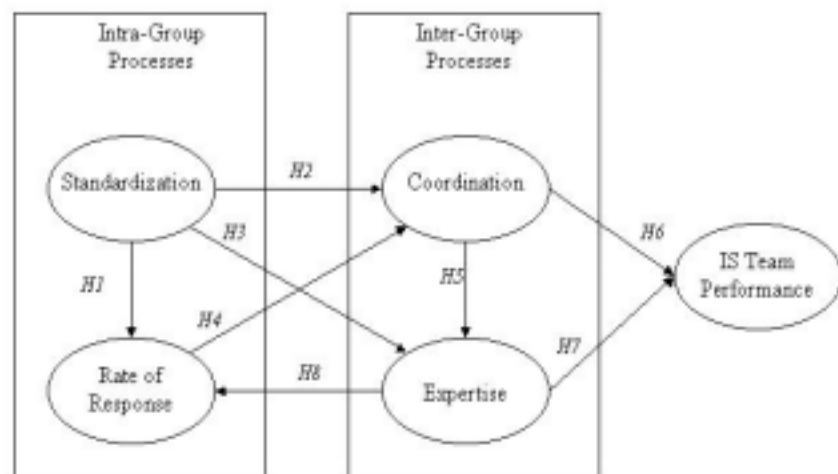 Intra-Group
Processes
Inter-Group
Processes
Standardization
H2
Coordination
H3
H6
IS Team
Performance
H1
H5
H4
H7
Rate of
Response
H8
Expertise